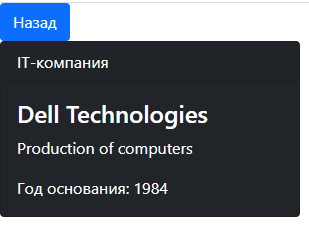 Назад
IT-компания
Dell Technologies
Production of computers
Год основания: 1984